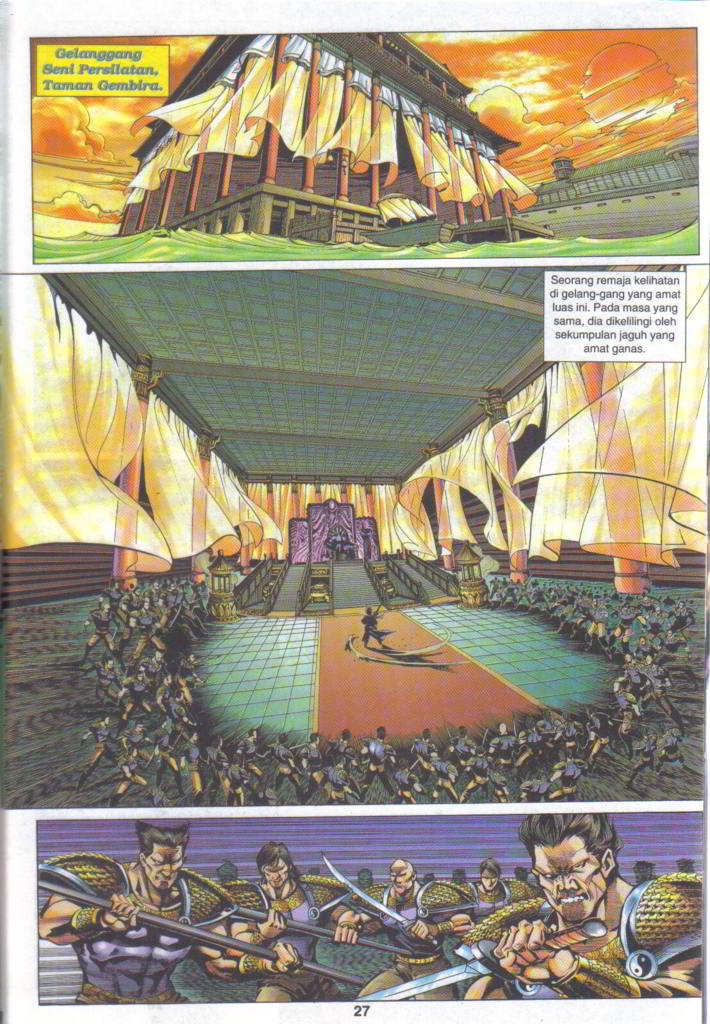 Gelanggang
Seni Persilatan,
Taman Gembira.
Seorang remaja kelihatan
di gelang-gang yang amat
luas ini. Pada masa yang
sama, dia dikelilingi oleh
sekumpulan jaguh yang
amat ganas.
27